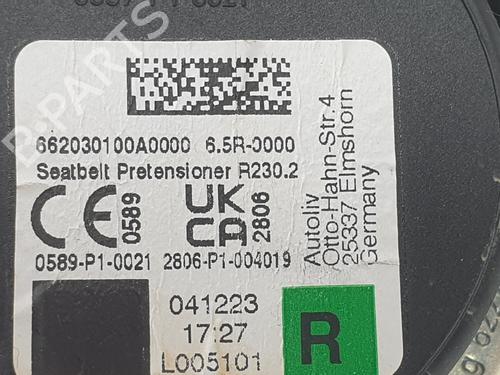 B-PARTS
662030100A0000 6.5R-0000
Seatbelt Pretensioner R230.2
CE 0589
UK
CA 2806
0589-P1-0021 2806-P1-004019
Autoliv
Otto-Hahn-Str.4
25337 Elmshorn
Germany
041223
17:27
L005101
R